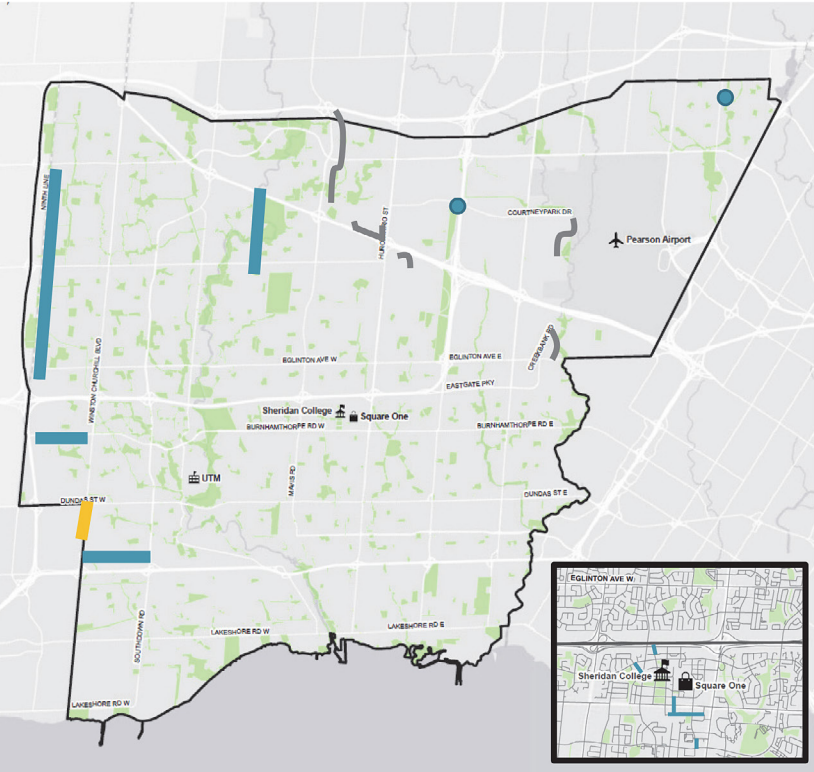 NINTH LINE
HURONTARIO ST
COURTNEYPARK DR
Pearson Airport
WINSTON CHURCHILL BLVD
EGLINTON AVE W
EGLINTON AVE E
CREEKBANK RD
EASTGATE PKY
Sheridan College
Square One
BURNHAMTHORPE RD W
BURNHAMTHORPE RD E
UTM
MAVIS RD
DUNDAS ST W
DUNDAS ST E
SOUTHDOWN RD
LAKESHORE RD W
LAKESHORE RD E
LAKESHORE RD W
EGLINTON AVE W
Sheridan College
Square One